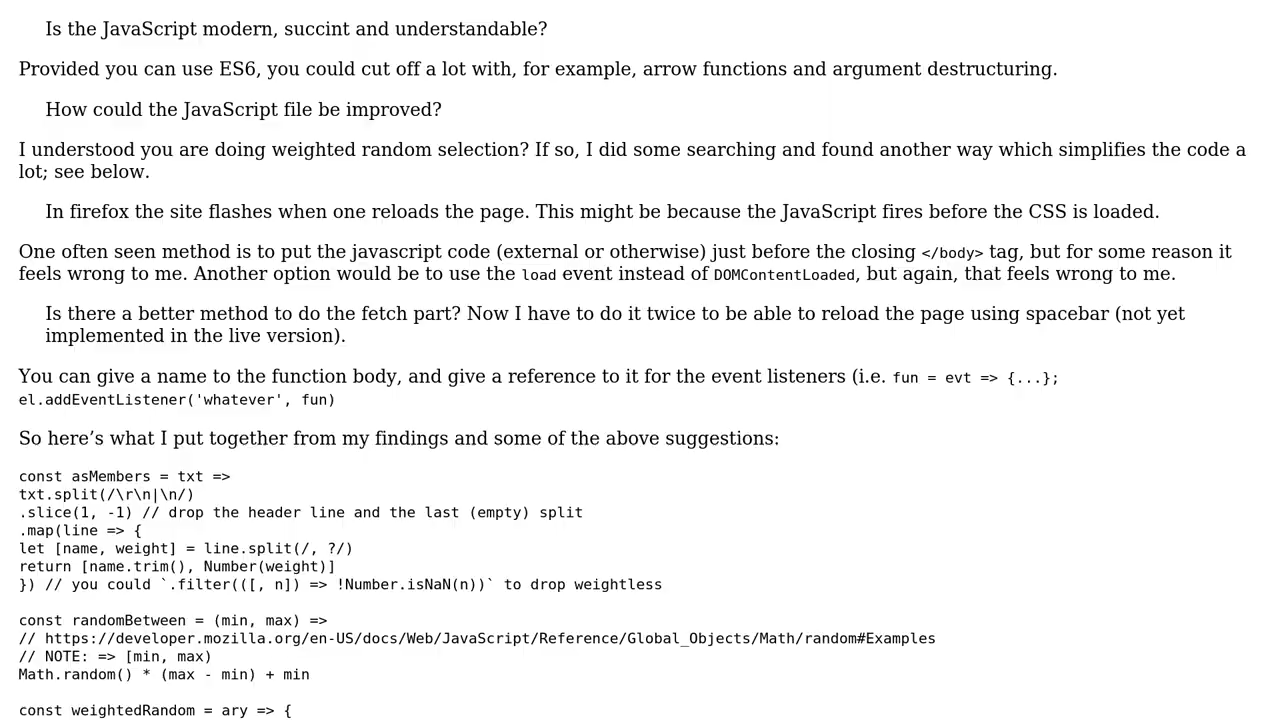 Is the JavaScript modern, succint and understandable?
Provided you can use ES6, you could cut off a lot with, for example, arrow functions and argument destructuring.
How could the JavaScript file be improved?
I understood you are doing weighted random selection? If so, I did some searching and found another way which simplifies the code a
lot; see below.
In firefox the site flashes when one reloads the page. This might be because the JavaScript fires before the CSS is loaded.
One often seen method is to put the javascript code (external or otherwise) just before the closing </body> tag, but for some reason it
feels wrong to me. Another option would be to use the load event instead of DOMContentLoaded, but again, that feels wrong to me.
Is there a better method to do the fetch part? Now I have to do it twice to be able to reload the page using spacebar (not yet
implemented in the live version).
You can give a name to the function body, and give a reference to it for the event listeners (i.e. fun = evt => {...};
el.addEventListener('whatever', fun)
So here’s what I put together from my findings and some of the above suggestions:
const asMembers = txt =>
txt.split(/\r\n|\n/)
.slice(1, -1) // drop the header line and the last (empty) split
.map(line => {
let [name, weight] = line.split(/, ?/)
return [name.trim(), Number(weight)]
}) // you could `.filter(([, n]) => !Number.isNaN(n))` to drop weightless
const randomBetween = (min, max) =>
// https://developer.mozilla.org/en-US/docs/Web/JavaScript/Reference/Global_Objects/Math/random#Examples
// NOTE: => [min, max)
Math.random() * (max - min) + min
const weightedRandom = ary => {